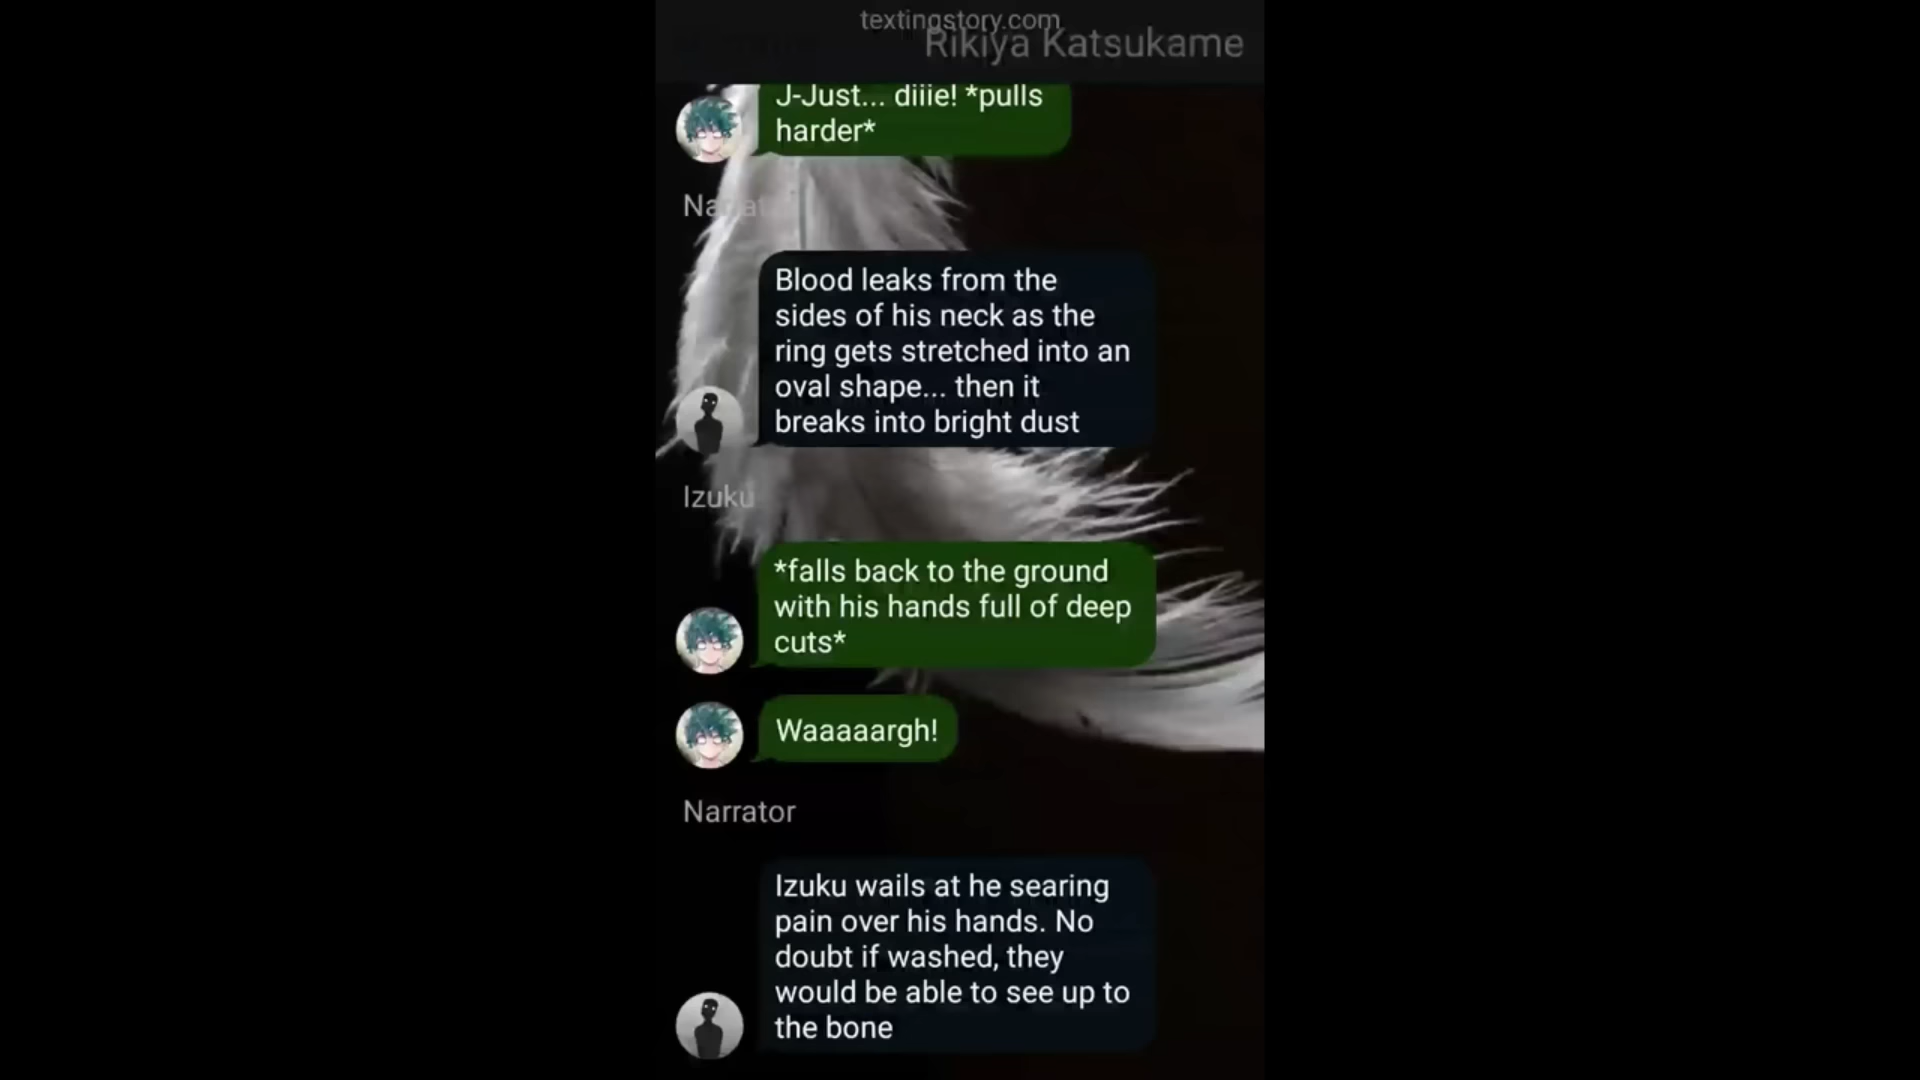 textingstory.com
Rikiya Katsukame
J-Just... diiie! *pulls
harder*
Narrator
Blood leaks from the
sides of his neck as the
ring gets stretched into an
oval shape... then it
breaks into bright dust
Izuku
*falls back to the ground
with his hands full of deep
cuts*
Waaaaargh!
Narrator
Izuku wails at he searing
pain over his hands. No
doubt if washed, they
would be able to see up to
the bone